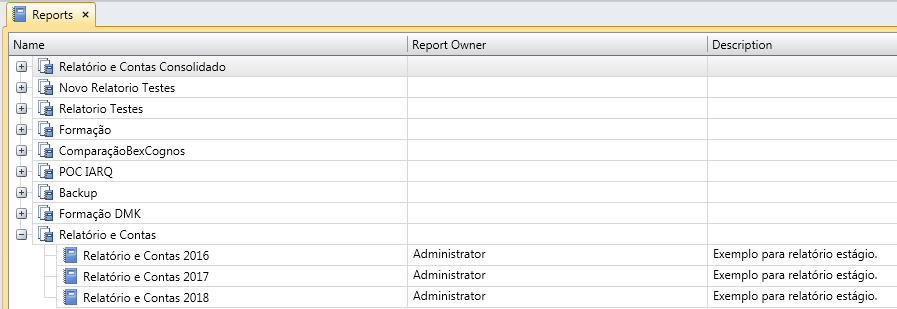 Reports ×
Name Report Owner Description
Relatório e Contas Consolidado
Novo Relatorio Testes
Relatorio Testes
Formação
ComparaçãoBexCognos
POC IARQ
Backup
Formação DMK
Relatório e Contas
Relatório e Contas 2016 Administrator Exemplo para relatório estágio.
Relatório e Contas 2017 Administrator Exemplo para relatório estágio.
Relatório e Contas 2018 Administrator Exemplo para relatório estágio.